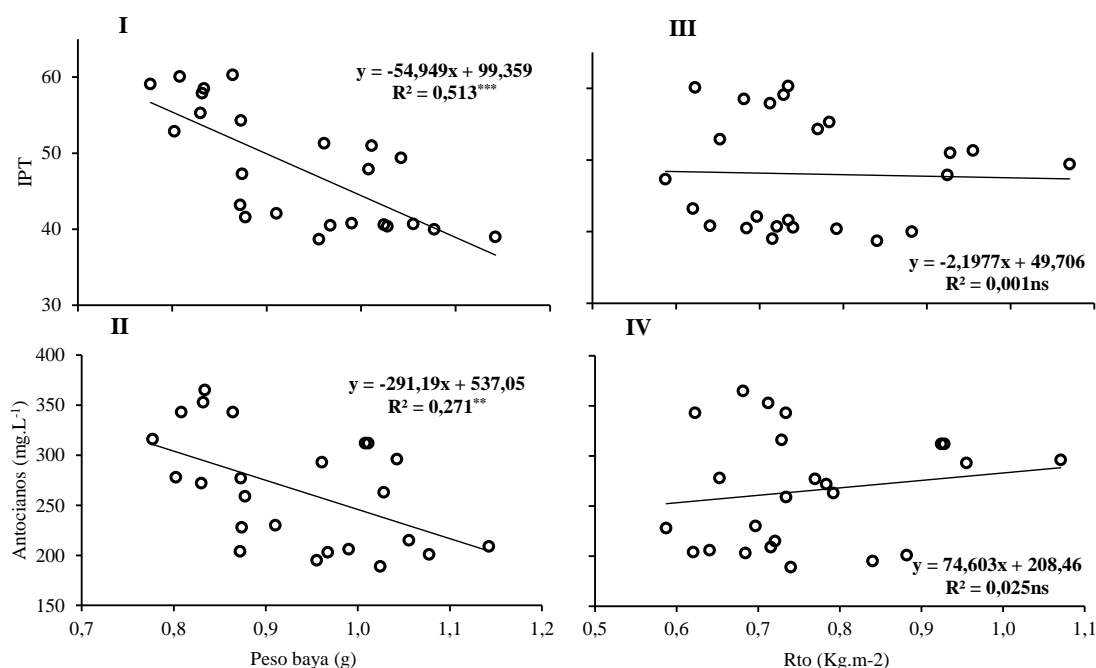 I
y = -54,949x + 99,359
R² = 0,513***
IPT
60
50
40
30
III
y = -2,1977x + 49,706
R² = 0,001ns
II
y = -291,19x + 537,05
R² = 0,271**
Antocianos (mg.L-1)
400
350
300
250
200
150
0,7 0,8 0,9 1,0 1,1 1,2
Peso baya (g)
IV
y = 74,603x + 208,46
R² = 0,025ns
0,5 0,6 0,7 0,8 0,9 1,0 1,1
Rto (Kg.m-2)